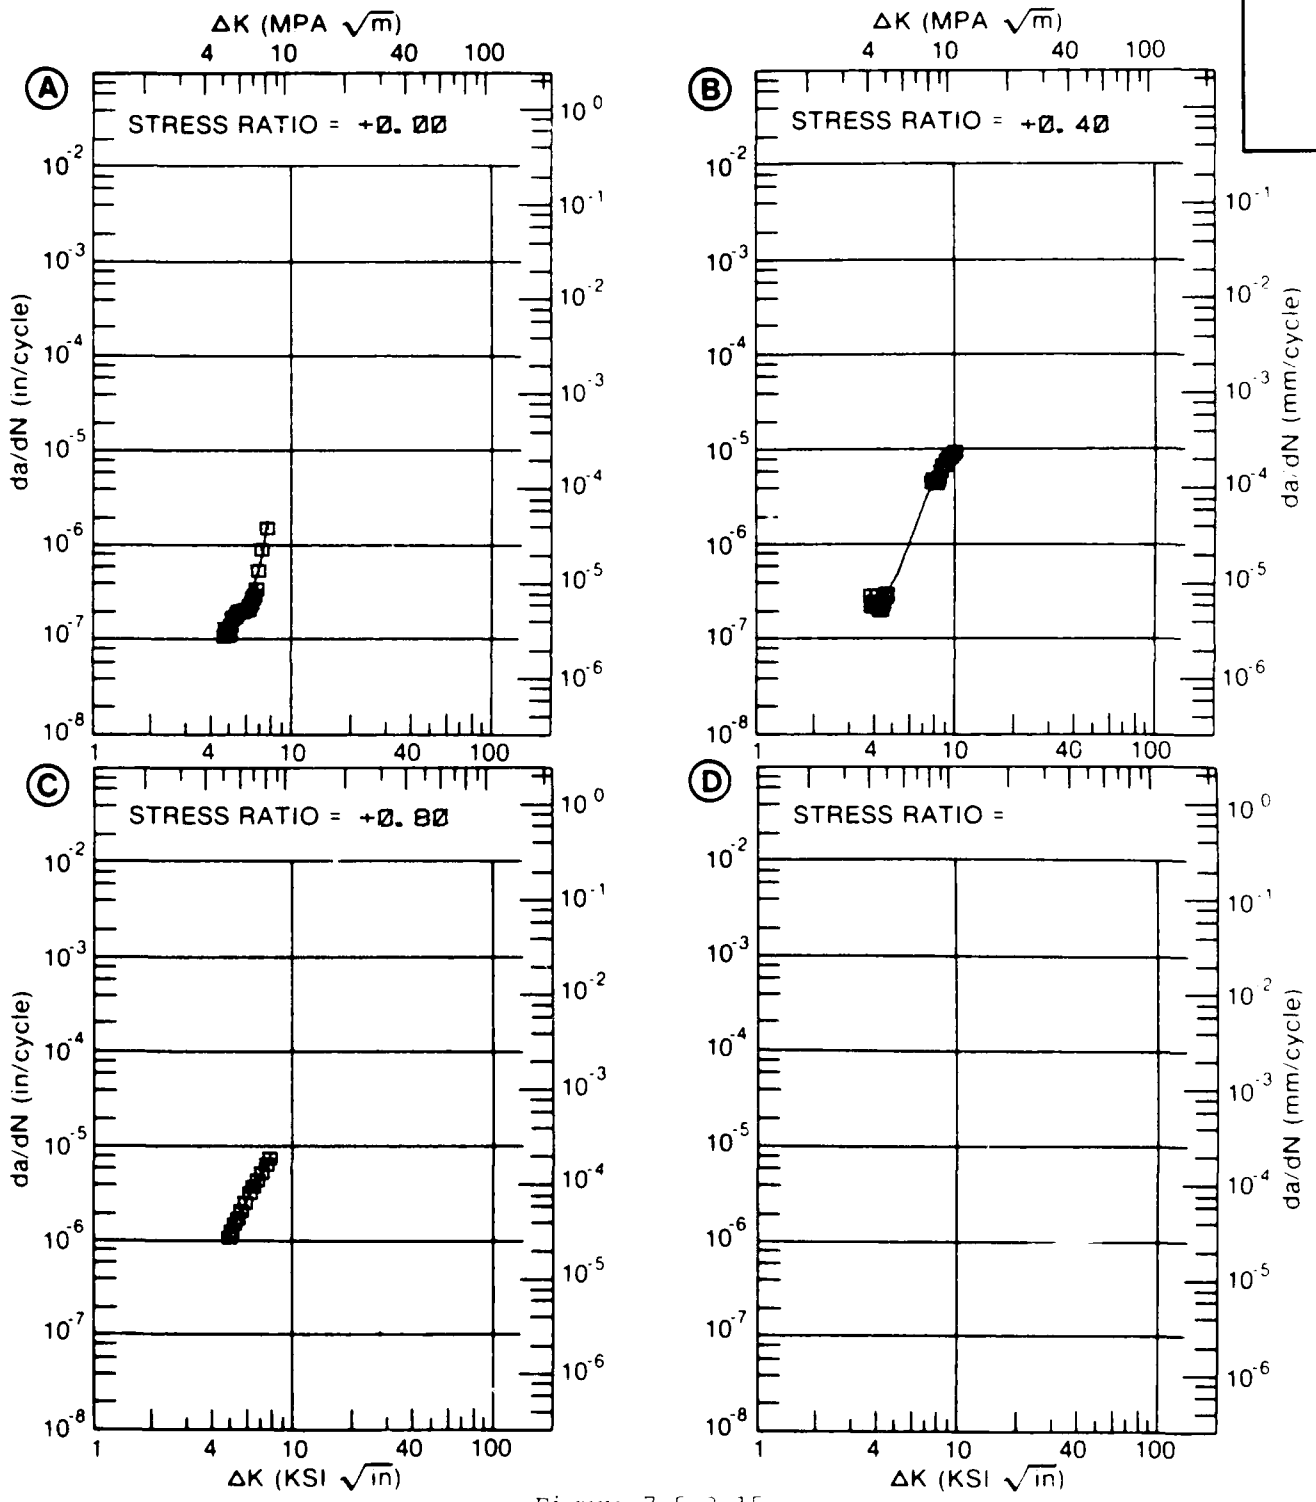 ΔK (MPA √m)
4 10 40 100
A
STRESS RATIO = +0.00
10⁰
10⁻²
10⁻¹
10⁻³
10⁻²
10⁻⁴
10⁻³
10⁻⁵
10⁻⁴
10⁻⁶
10⁻⁵
10⁻⁷
10⁻⁶
10⁻⁸
da/dN (in/cycle)
1 4 10 40 100
ΔK (MPA √m)
4 10 40 100
B
STRESS RATIO = +0.40
10⁻²
10⁻¹
10⁻³
10⁻²
10⁻⁴
10⁻³
10⁻⁵
10⁻⁴
10⁻⁶
10⁻⁵
10⁻⁷
10⁻⁶
10⁻⁸
da/dN (mm/cycle)
1 4 10 40 100
C
STRESS RATIO = +0.80
10⁰
10⁻²
10⁻¹
10⁻³
10⁻²
10⁻⁴
10⁻³
10⁻⁵
10⁻⁴
10⁻⁶
10⁻⁵
10⁻⁷
10⁻⁶
10⁻⁸
da/dN (in/cycle)
1 4 10 40 100
ΔK (KSI √in)
D
STRESS RATIO =
10⁰
10⁻²
10⁻¹
10⁻³
10⁻²
10⁻⁴
10⁻³
10⁻⁵
10⁻⁴
10⁻⁶
10⁻⁵
10⁻⁷
10⁻⁶
10⁻⁸
da/dN (mm/cycle)
1 4 10 40 100
ΔK (KSI √in)